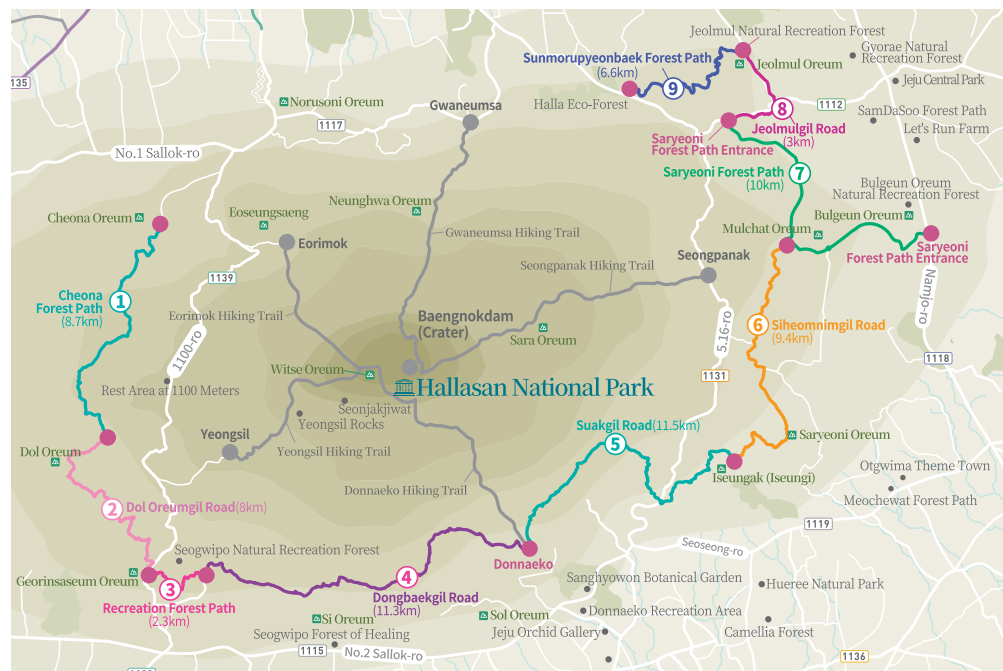 Jeolmul Natural Recreation Forest
Sunmorupyeonbaek Forest Path
(6.6km)
9
Jeolmul Oreum
Gyorae Natural
Recreation Forest
Jeju Central Park
1135
Norusoni Oreum
Gwaneumsa
Halla Eco-Forest
8
1112
SamDaSoo Forest Path
1117
Jeolmulgil Road
(3km)
Let's Run Farm
No.1 Sallok-ro
Saryeoni
Forest Path Entrance
Saryeoni Forest Path
(10km)
7
Bulgeun Oreum
Natural Recreation Forest
Neunghwa Oreum
Cheona Oreum
Eoseungsaeng
Bulgeun Oreum
Mulchat Oreum
Gwaneumsa Hiking Trail
Eorimok
Saryeoni
Forest Path Entrance
Seongpanak
Seongpanak Hiking Trail
1139
Cheona
Forest Path
(8.7km)
1
Eorimok Hiking Trail
Baengnokdam
(Crater)
Namjo-ro
6
Siheomnimgil Road
(9.4km)
5.16-ro
Sara Oreum
1100-ro
1118
Witse Oreum
1131
Rest Area at 1100 Meters
Hallasan National Park
Seonjakjiwat
Yeongsil Rocks
Yeongsil
Suakgil Road(11.5km)
5
Saryeoni Oreum
Dol Oreum
Yeongsil Hiking Trail
Otgwima Theme Town
Iseungak (Iseungi)
Donnaeko Hiking Trail
Meochewat Forest Path
2
Dol Oreumgil Road(8km)
1119
Seoseong-ro
Seogwipo Natural Recreation Forest
Donnaeko
Georinsaseum Oreum
3
4
Sanghyowon Botanical Garden
Hueree Natural Park
Recreation Forest Path
(2.3km)
Dongbaekgil Road
(11.3km)
Donnaeko Recreation Area
Si Oreum
Sol Oreum
Seogwipo Forest of Healing
Jeju Orchid Gallery
Camellia Forest
1115
No.2 Sallok-ro
1136